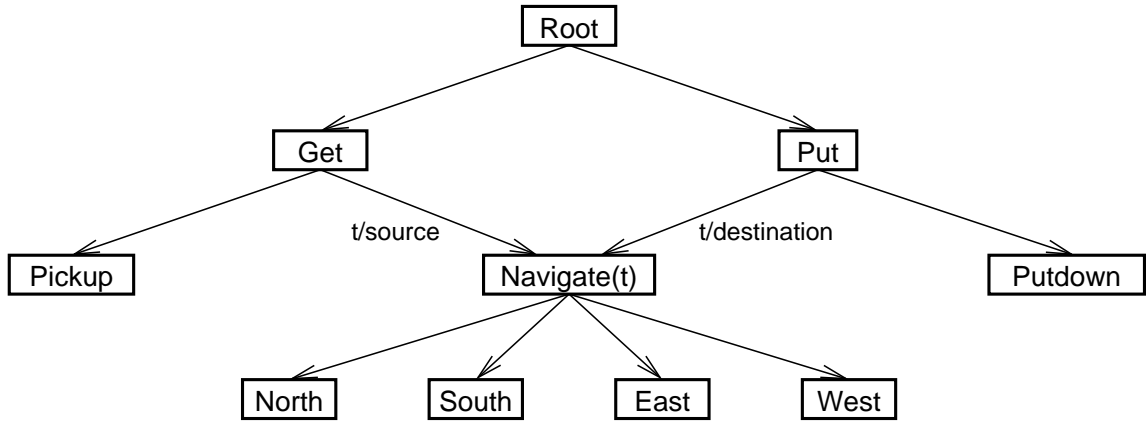 Root
Get
Put
t/source
t/destination
Pickup
Navigate(t)
Putdown
North
South
East
West